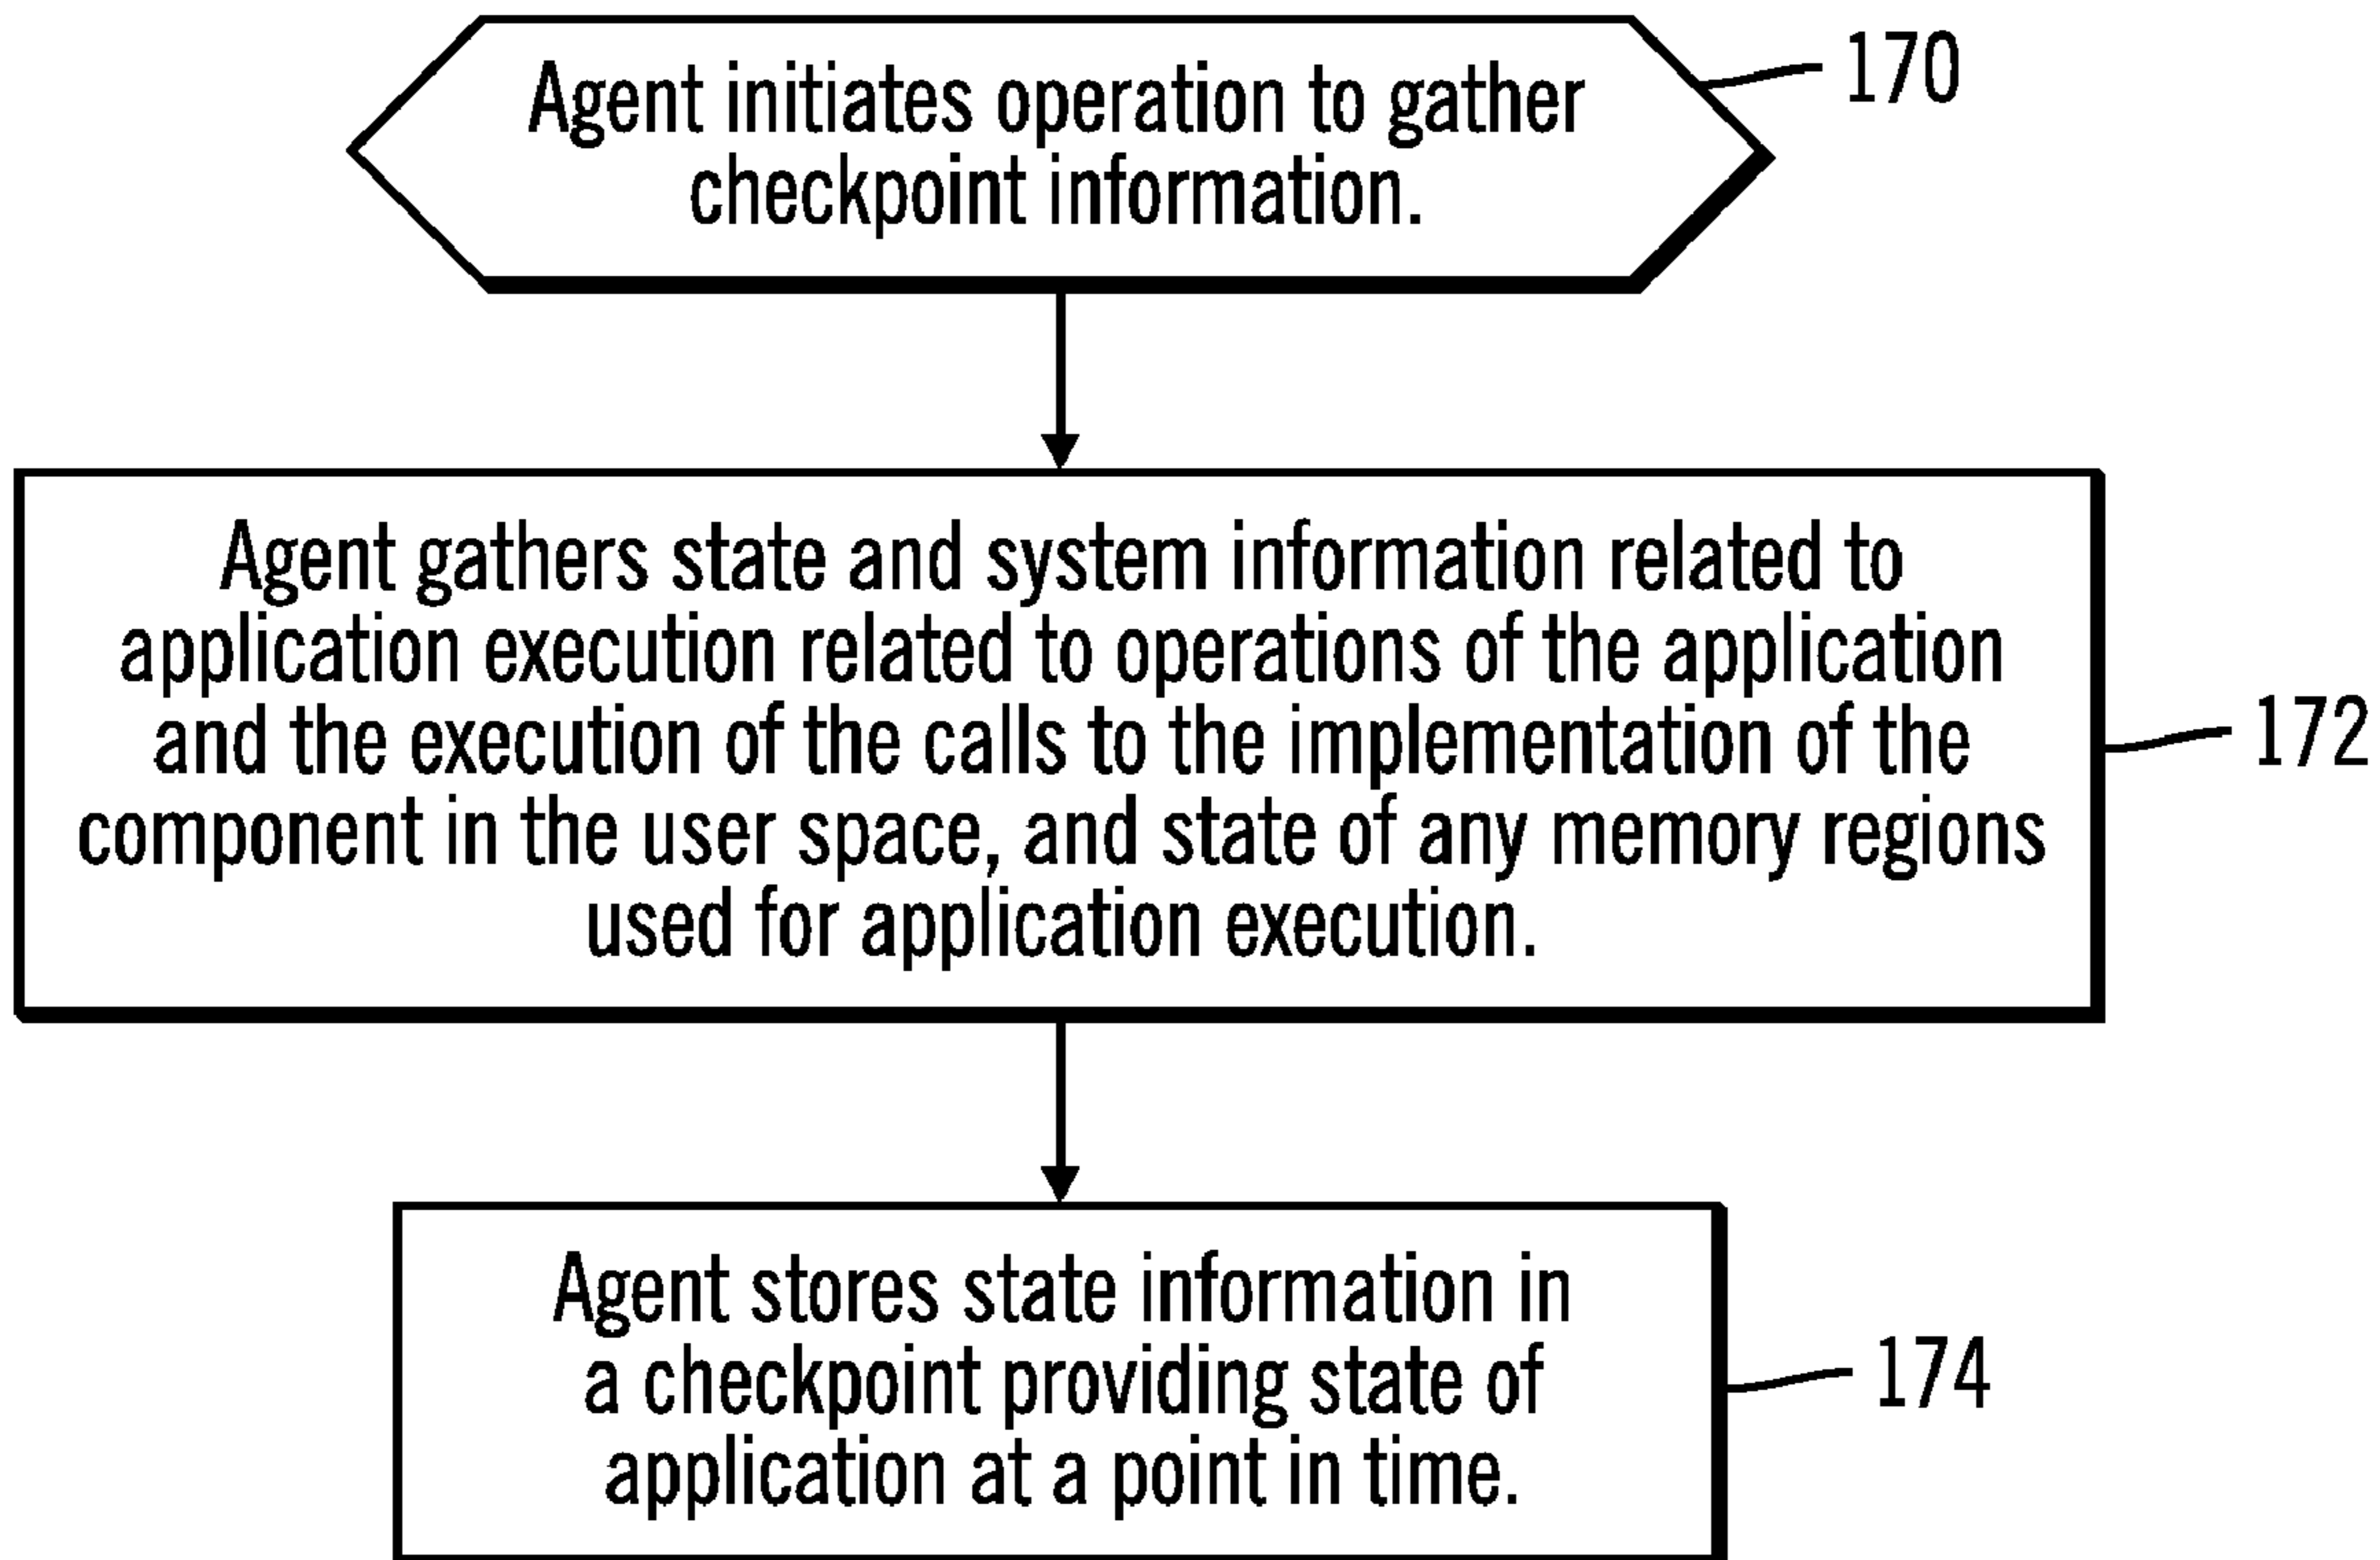 Agent initiates operation to gather
checkpoint information.
170
Agent gathers state and system information related to
application execution related to operations of the application
and the execution of the calls to the implementation of the
component in the user space, and state of any memory regions
used for application execution.
172
Agent stores state information in
a checkpoint providing state of
application at a point in time.
174